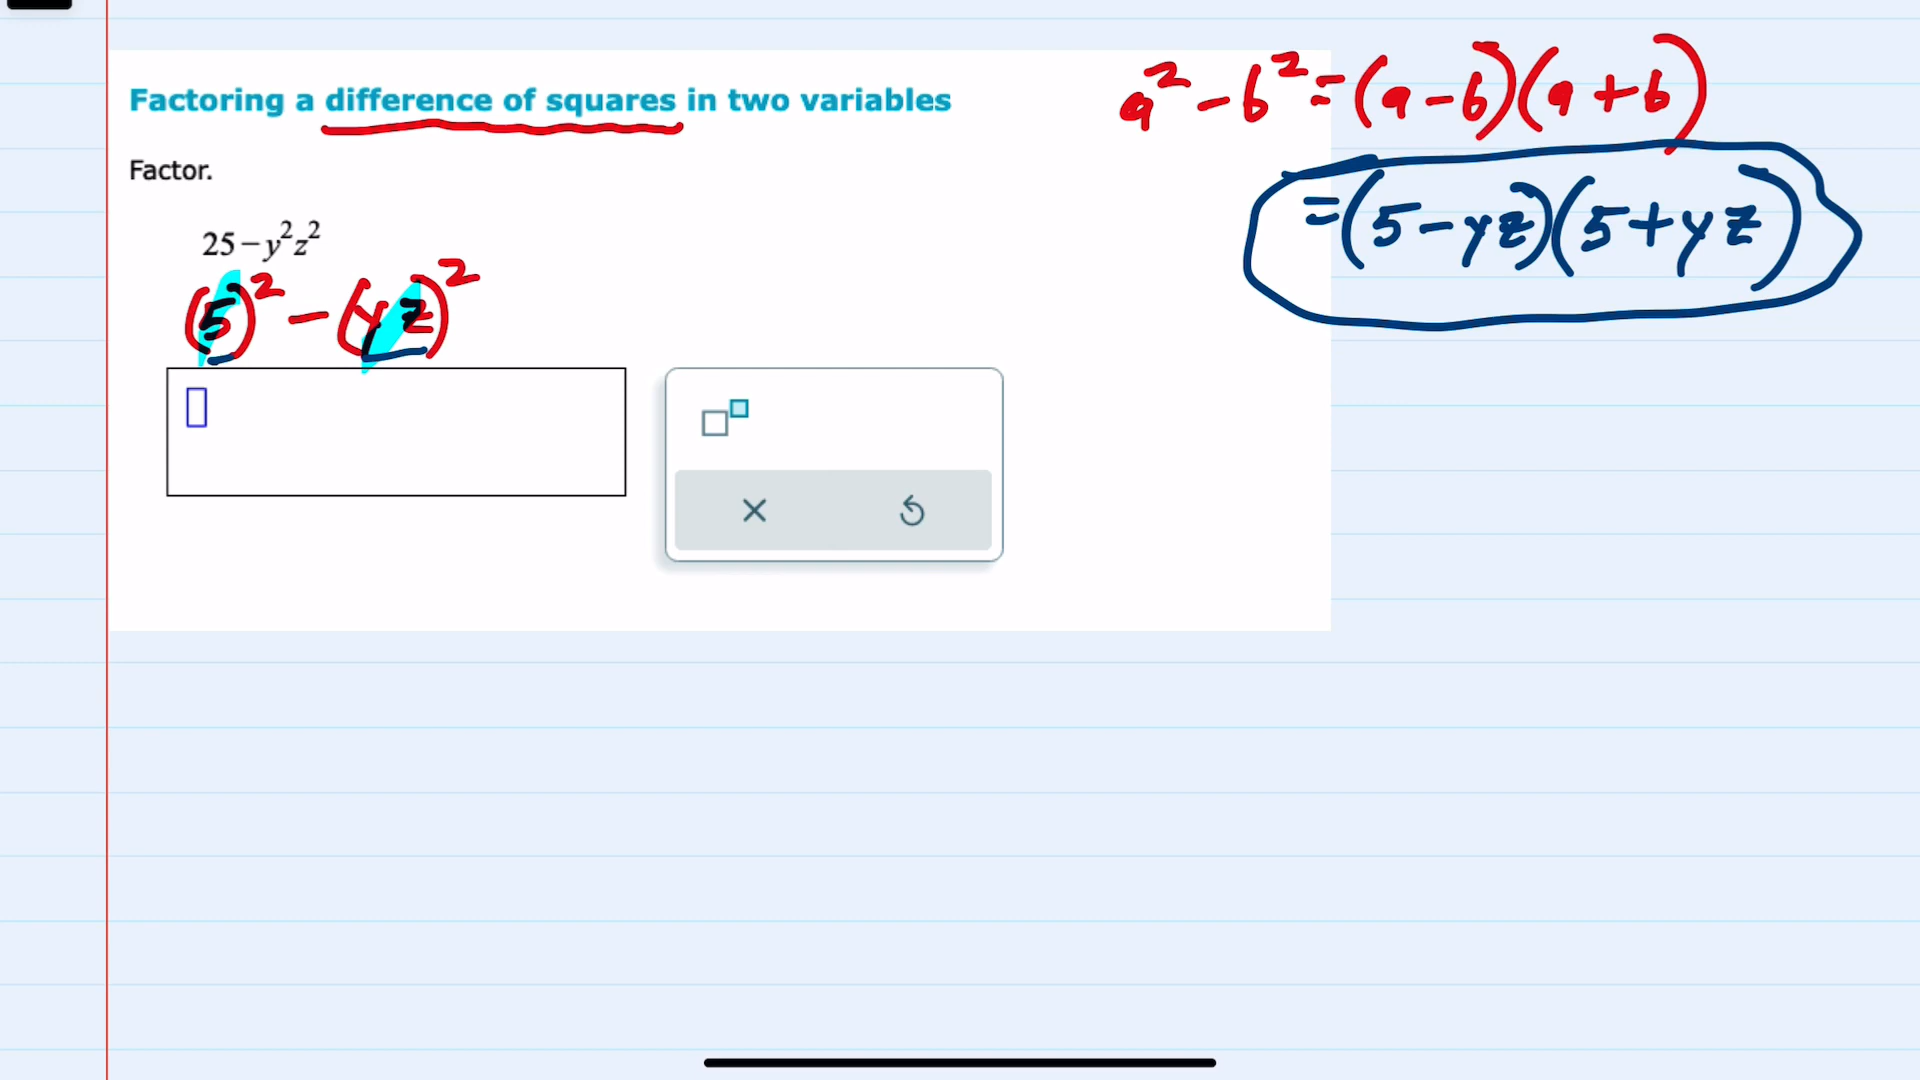 Factoring a difference of squares in two variables
a² - b² = (a - b)(a + b)
Factor.
= (5 - yz)(5 + yz)
25 − y²z²
(5)² - (yz)²